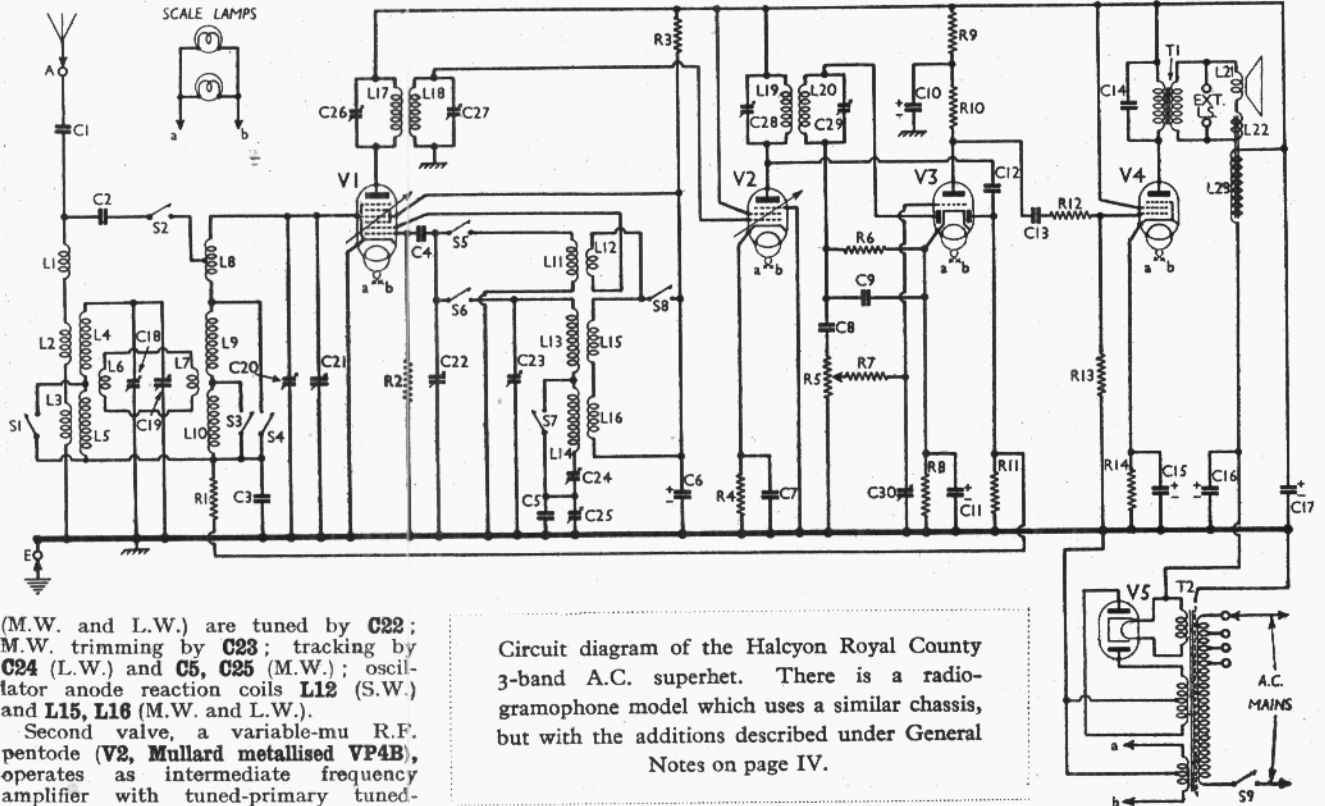 SCALE LAMPS
a
b
A
C1
C2
S2
L1
L2
L3
L4
L5
L6
L7
C18
C19
S1
L8
L9
L10
S3
S4
R1
C3
C20
C21
E
C26
L17
L18
C27
V1
a b
R2
C4
S5
S6
C22
C23
L11
L12
L13
L14
L15
L16
S7
S8
C5
C24
C25
R3
C6
+
−
L19
L20
C28
C29
V2
a b
R4
C7
R6
C9
C8
R5
R7
C30
R9
C10
+
−
R10
V3
a b
C12
R8
C11
+
−
R11
C13
R12
R13
C14
T1
EXT.
L.S.
L21
L22
L23
V4
a b
R14
C15
+
−
C16
+
−
C17
+
−
V5
T2
A.C.
MAINS
S9
a
b
(M.W. and L.W.) are tuned by C22;
M.W. trimming by C23; tracking by
C24 (L.W.) and C5, C25 (M.W.); oscil-
lator anode reaction coils L12 (S.W.)
and L15, L16 (M.W. and L.W.).
Second valve, a variable-mu R.F.
pentode (V2, Mullard metallised VP4B),
operates as intermediate frequency
amplifier with tuned-primary tuned-
Circuit diagram of the Halcyon Royal County
3-band A.C. superhet. There is a radio-
gramophone model which uses a similar chassis,
but with the additions described under General
Notes on page IV.